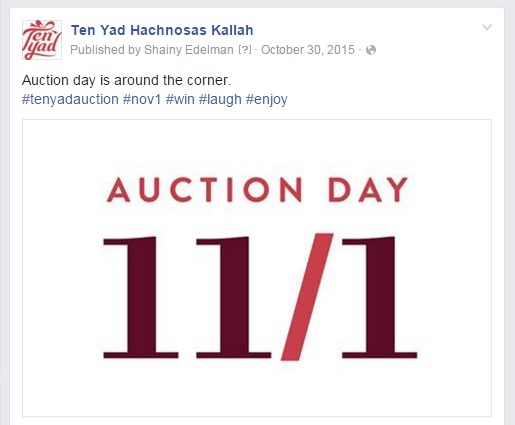 Ten yad
Ten Yad Hachnosas Kallah
Published by Shainy Edelman [?] · October 30, 2015 ·
Auction day is around the corner.
#tenyadauction #nov1 #win #laugh #enjoy
AUCTION DAY
11/1